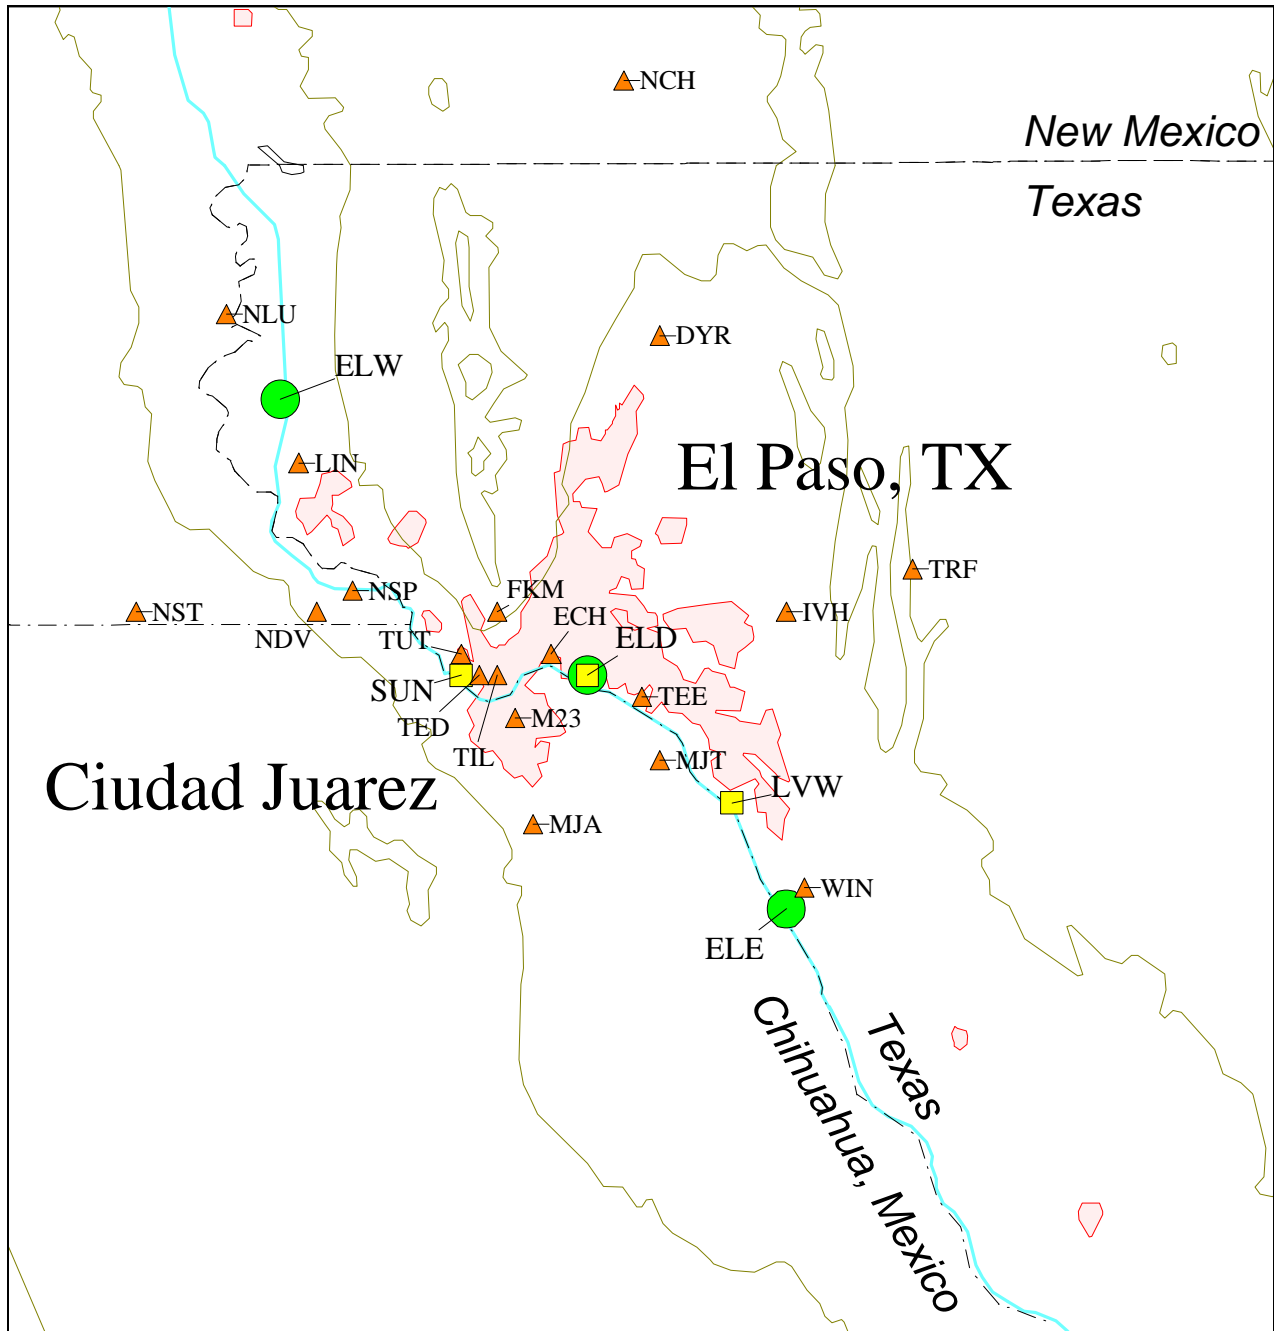 NCH
New Mexico
Texas
NLU
DYR
ELW
El Paso, TX
LIN
TRF
NSP
FKM
NST
NDV
ECH
IVH
TUT
ELD
SUN
TEE
TED
M23
TIL
MJT
Ciudad Juarez
LVW
MJA
WIN
ELE
Texas
Chihuahua, Mexico